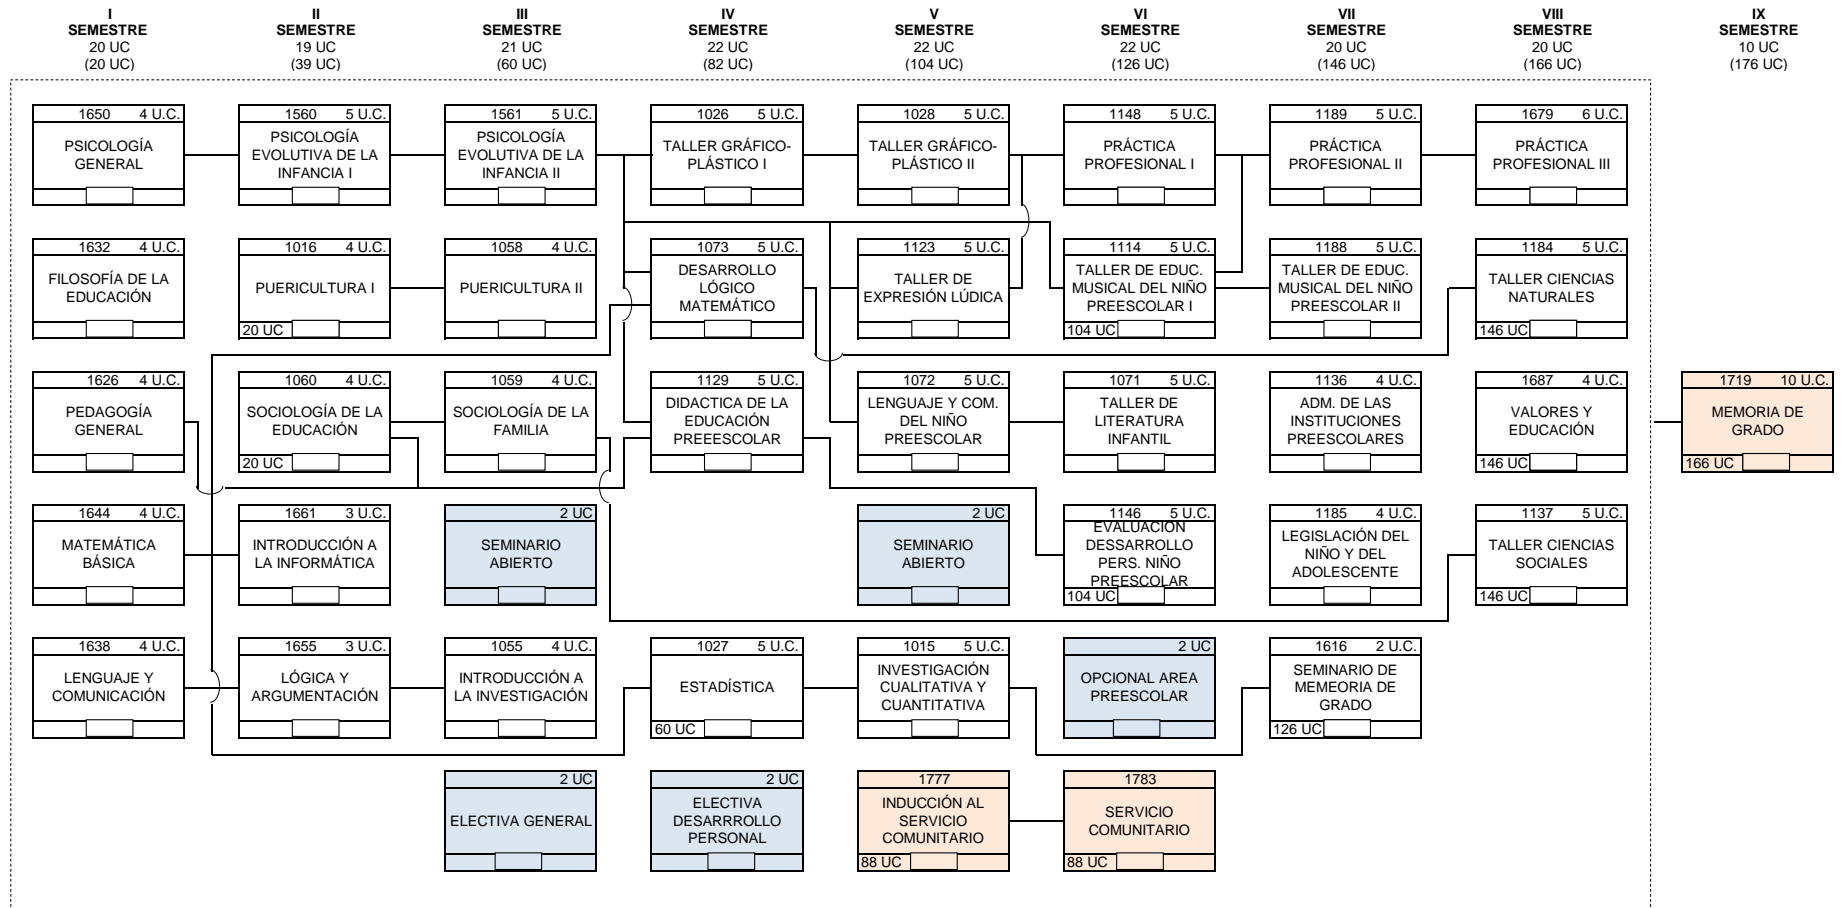 I
SEMESTRE
20 UC
(20 UC)
II
SEMESTRE
19 UC
(39 UC)
III
SEMESTRE
21 UC
(60 UC)
IV
SEMESTRE
22 UC
(82 UC)
V
SEMESTRE
22 UC
(104 UC)
VI
SEMESTRE
22 UC
(126 UC)
VII
SEMESTRE
20 UC
(146 UC)
VIII
SEMESTRE
20 UC
(166 UC)
IX
SEMESTRE
10 UC
(176 UC)
1650 4 U.C.
PSICOLOGÍA
GENERAL
1560 5 U.C.
PSICOLOGÍA
EVOLUTIVA DE LA
INFANCIA I
1561 5 U.C.
PSICOLOGÍA
EVOLUTIVA DE LA
INFANCIA II
1026 5 U.C.
TALLER GRÁFICO-
PLÁSTICO I
1028 5 U.C.
TALLER GRÁFICO-
PLÁSTICO II
1148 5 U.C.
PRÁCTICA
PROFESIONAL I
1189 5 U.C.
PRÁCTICA
PROFESIONAL II
1679 6 U.C.
PRÁCTICA
PROFESIONAL III
1632 4 U.C.
FILOSOFÍA DE LA
EDUCACIÓN
1016 4 U.C.
PUERICULTURA I
20 UC
1058 4 U.C.
PUERICULTURA II
1073 5 U.C.
DESARROLLO
LÓGICO
MATEMÁTICO
1123 5 U.C.
TALLER DE
EXPRESIÓN LÚDICA
1114 5 U.C.
TALLER DE EDUC.
MUSICAL DEL NIÑO
PREESCOLAR I
104 UC
1188 5 U.C.
TALLER DE EDUC.
MUSICAL DEL NIÑO
PREESCOLAR II
1184 5 U.C.
TALLER CIENCIAS
NATURALES
146 UC
1626 4 U.C.
PEDAGOGÍA
GENERAL
1060 4 U.C.
SOCIOLOGÍA DE LA
EDUCACIÓN
20 UC
1059 4 U.C.
SOCIOLOGÍA DE LA
FAMILIA
1129 5 U.C.
DIDACTICA DE LA
EDUCACIÓN
PREEESCOLAR
1072 5 U.C.
LENGUAJE Y COM.
DEL NIÑO
PREESCOLAR
1071 5 U.C.
TALLER DE
LITERATURA
INFANTIL
1136 4 U.C.
ADM. DE LAS
INSTITUCIONES
PREESCOLARES
1687 4 U.C.
VALORES Y
EDUCACIÓN
146 UC
1719 10 U.C.
MEMORIA DE
GRADO
166 UC
1644 4 U.C.
MATEMÁTICA
BÁSICA
1661 3 U.C.
INTRODUCCIÓN A
LA INFORMÁTICA
2 UC
SEMINARIO
ABIERTO
2 UC
SEMINARIO
ABIERTO
1146 5 U.C.
EVALUACIÓN
DESSARROLLO
PERS. NIÑO
PREESCOLAR
104 UC
1185 4 U.C.
LEGISLACIÓN DEL
NIÑO Y DEL
ADOLESCENTE
1137 5 U.C.
TALLER CIENCIAS
SOCIALES
146 UC
1638 4 U.C.
LENGUAJE Y
COMUNICACIÓN
1655 3 U.C.
LÓGICA Y
ARGUMENTACIÓN
1055 4 U.C.
INTRODUCCIÓN A
LA INVESTIGACIÓN
1027 5 U.C.
ESTADÍSTICA
60 UC
1015 5 U.C.
INVESTIGACIÓN
CUALITATIVA Y
CUANTITATIVA
2 UC
OPCIONAL AREA
PREESCOLAR
1616 2 U.C.
SEMINARIO DE
MEMEORIA DE
GRADO
126 UC
2 UC
ELECTIVA GENERAL
2 UC
ELECTIVA
DESARRROLLO
PERSONAL
1777
INDUCCIÓN AL
SERVICIO
COMUNITARIO
88 UC
1783
SERVICIO
COMUNITARIO
88 UC